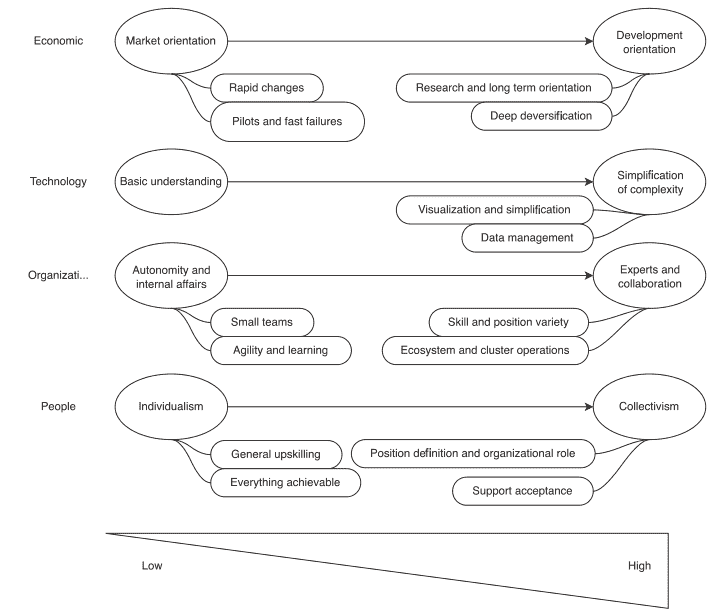 Economic
Market orientation
Development
orientation
Rapid changes
Research and long term orientation
Pilots and fast failures
Deep deversification
Technology
Basic understanding
Simplification
of complexity
Visualization and simplification
Data management
Organizati...
Autonomity and
internal affairs
Experts and
collaboration
Small teams
Skill and position variety
Agility and learning
Ecosystem and cluster operations
People
Individualism
Collectivism
General upskilling
Position definition and organizational role
Everything achievable
Support acceptance
Low
High